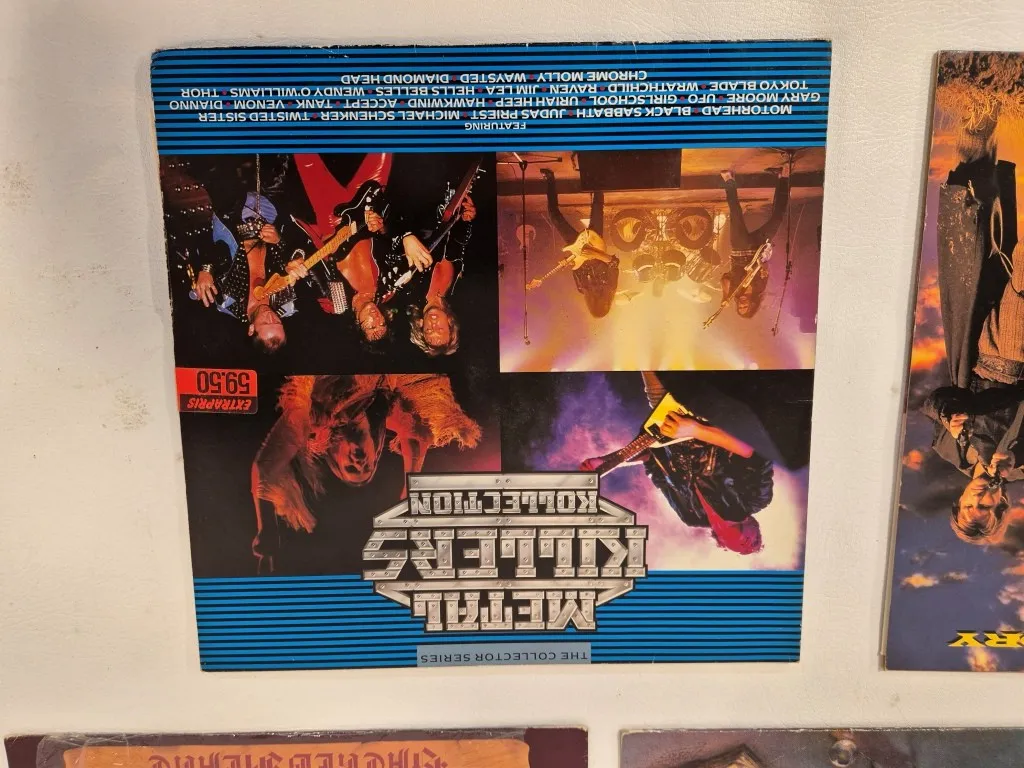 THE COLLECTOR SERIES
METAL
KILLERS
KOLLECTION
EXTRAPRIS
59.50
FEATURING
MOTORHEAD • BLACK SABBATH • JUDAS PRIEST • MICHAEL SCHENKER • TWISTED SISTER
GARY MOORE • UFO • GIRLSCHOOL • URIAH HEEP • HAWKWIND • ACCEPT • TANK • VENOM • DIANNO
TOKYO BLADE • WRATHCHILD • RAVEN • JIM LEA • HELLS BELLES • WENDY O'WILLIAMS • THOR
CHROME MOLLY • WAYSTED • DIAMOND HEAD
RY